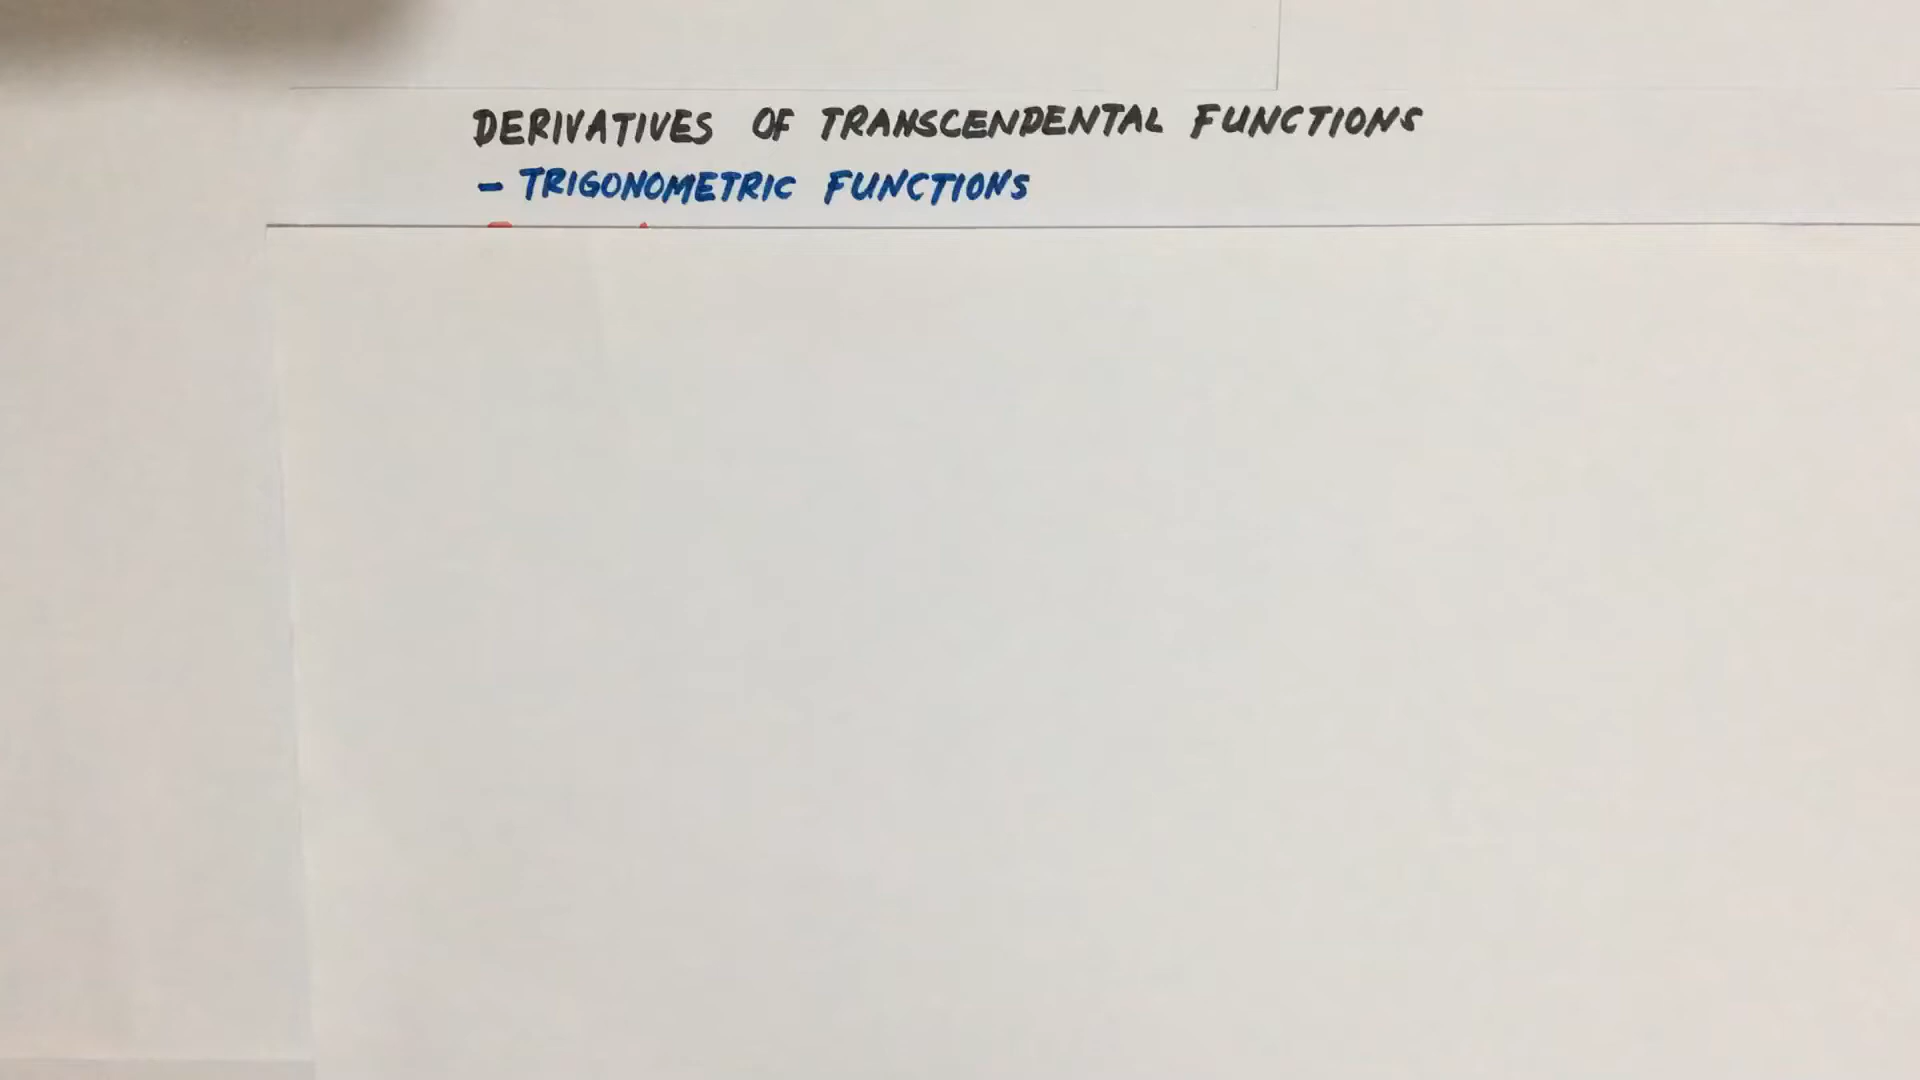 DERIVATIVES OF TRANSCENDENTAL FUNCTIONS
- TRIGONOMETRIC FUNCTIONS